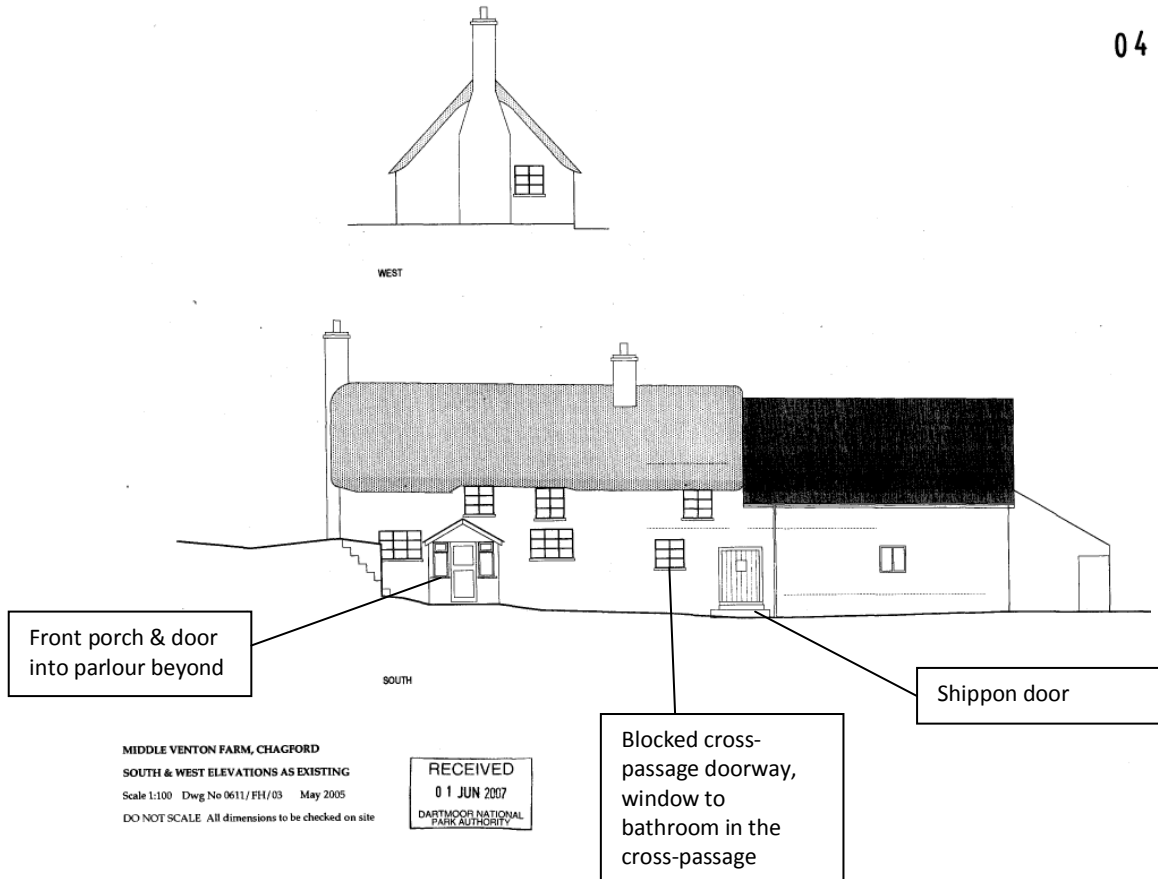 04
WEST
Front porch & door
into parlour beyond
SOUTH
Shippon door
Blocked cross-
passage doorway,
window to
bathroom in the
cross-passage
MIDDLE VENTON FARM, CHAGFORD
SOUTH & WEST ELEVATIONS AS EXISTING
Scale 1:100 Dwg No 0611/FH/03 May 2005
DO NOT SCALE All dimensions to be checked on site
RECEIVED
01 JUN 2007
DARTMOOR NATIONAL
PARK AUTHORITY